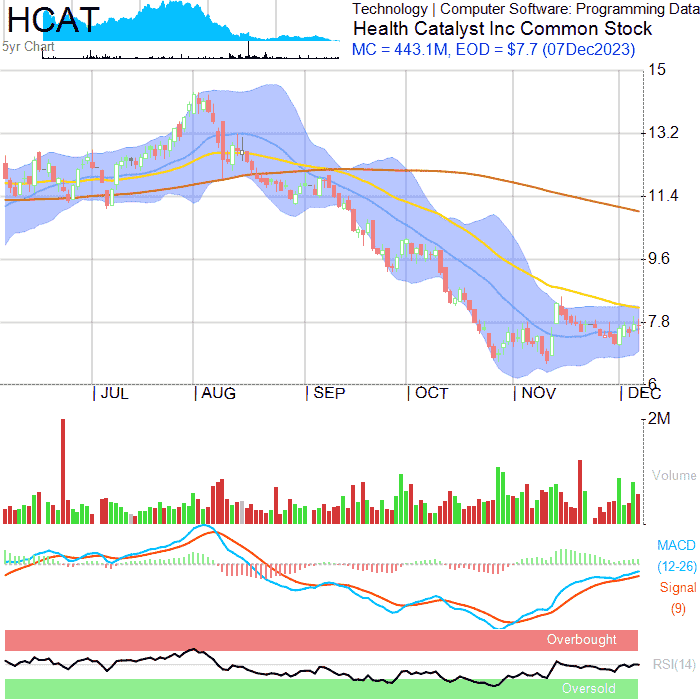 HCAT
5yr Chart
Technology | Computer Software: Programming Data
Health Catalyst Inc Common Stock
MC = 443.1M, EOD = $7.7 (07Dec2023)
15
13.2
11.4
9.6
7.8
6
JUL AUG SEP OCT NOV DEC
2M
Volume
MACD
(12-26)
Signal
(9)
Overbought
RSI(14)
Oversold